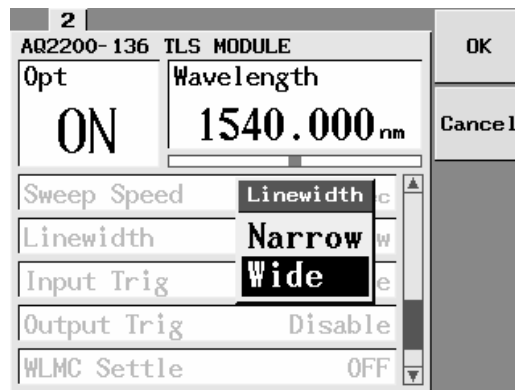 2
AQ2200-136 TLS MODULE
OK
Opt
Wavelength
ON
1540.000nm
Cancel
Sweep Speed
c
Linewidth
Linewidth
w
Narrow
Input Trig
e
Wide
Output Trig Disable
WLMC Settle OFF